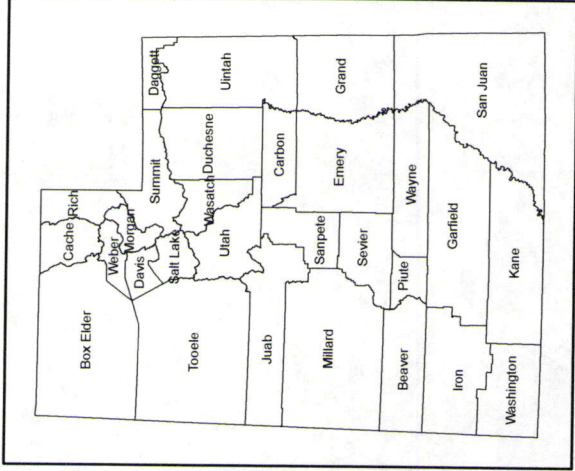 Box Elder
Cache
Rich
Weber
Morgan
Davis
Summit
Daggett
Salt Lake
Tooele
Wasatch
Duchesne
Uintah
Utah
Juab
Carbon
Sanpete
Millard
Emery
Grand
Sevier
Beaver
Piute
Wayne
Iron
Garfield
San Juan
Washington
Kane